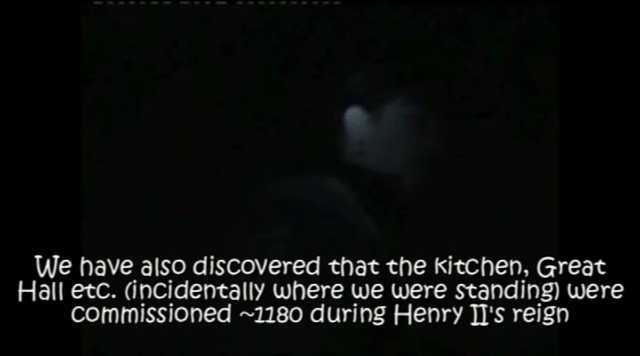 We have also discovered that the kitchen, Great
Hall etc. (incidentally where we were standing) were
commissioned ~1180 during Henry II's reign